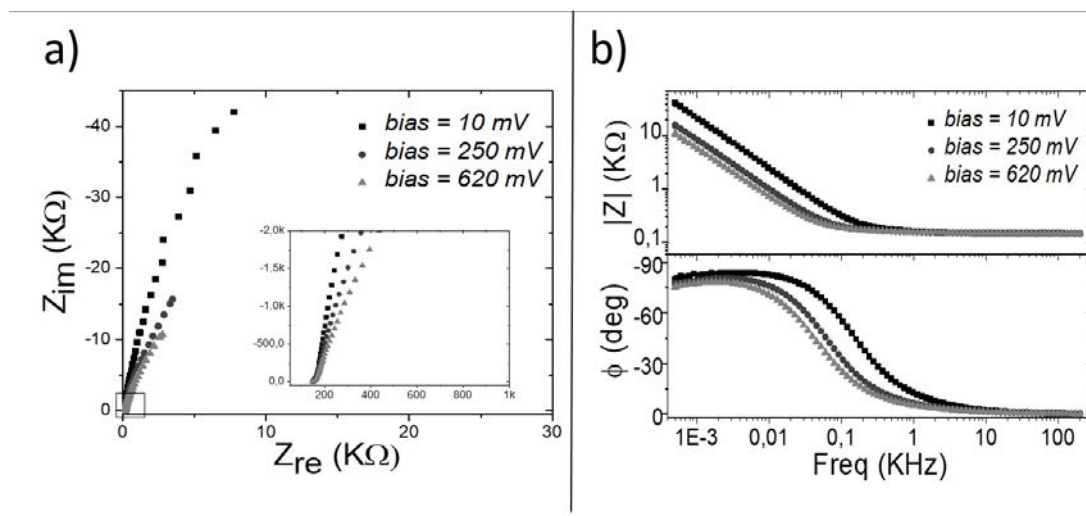 a)
-40
-30
-20
-10
0
Z_im (KΩ)
bias = 10 mV
bias = 250 mV
bias = 620 mV
-2.0k
-1.5k
-1.0k
-500.0
0.0
200
400
600
800
1k
0
10
20
30
Z_re (KΩ)
b)
10
1
0,1
|Z| (KΩ)
bias = 10 mV
bias = 250 mV
bias = 620 mV
-90
-60
-30
0
ϕ (deg)
1E-3
0,01
0,1
1
10
100
Freq (KHz)